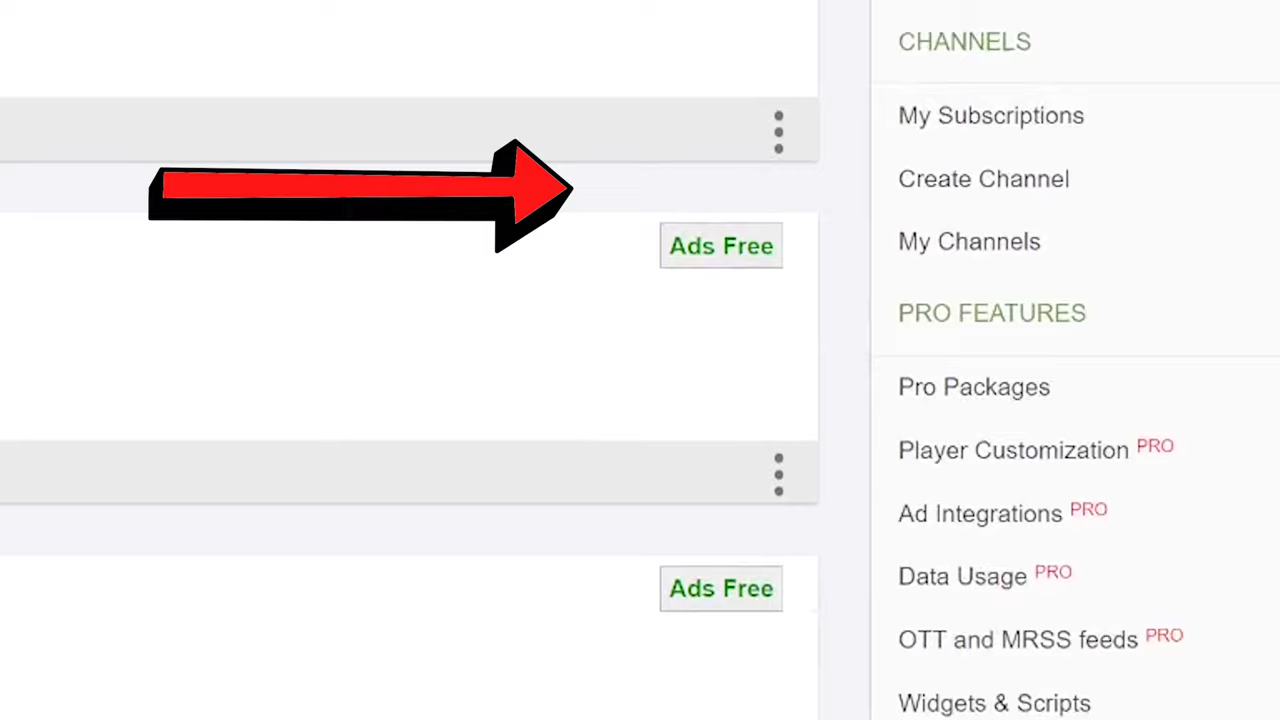 CHANNELS
My Subscriptions
Create Channel
Ads Free
My Channels
PRO FEATURES
Pro Packages
Player Customization PRO
Ad Integrations PRO
Ads Free
Data Usage PRO
OTT and MRSS feeds PRO
Widgets & Scripts